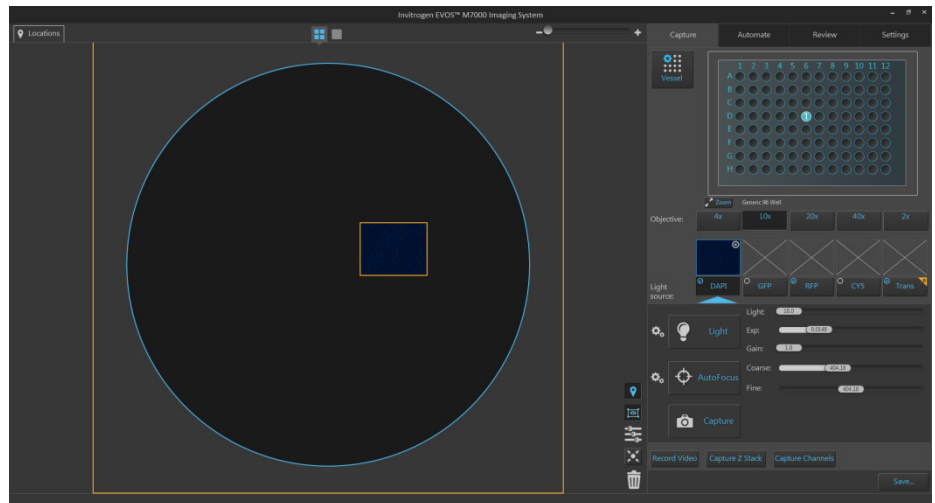 Invitrogen EVOS™ M7000 Imaging System
Locations
Capture Automate Review Settings
Vessel
1 2 3 4 5 6 7 8 9 10 11 12
A
B
C
D 1
E
F
G
H
Zoom Generic 96 Well
Objective: 4x 10x 20x 40x 2x
Light source: DAPI GFP RFP CY5 Trans
Light: 10.0
Light Exp: 0.0148
Gain: 1.0
Coarse: -404.18
AutoFocus
Fine: -404.18
Capture
Record Video Capture Z Stack Capture Channels
Save...